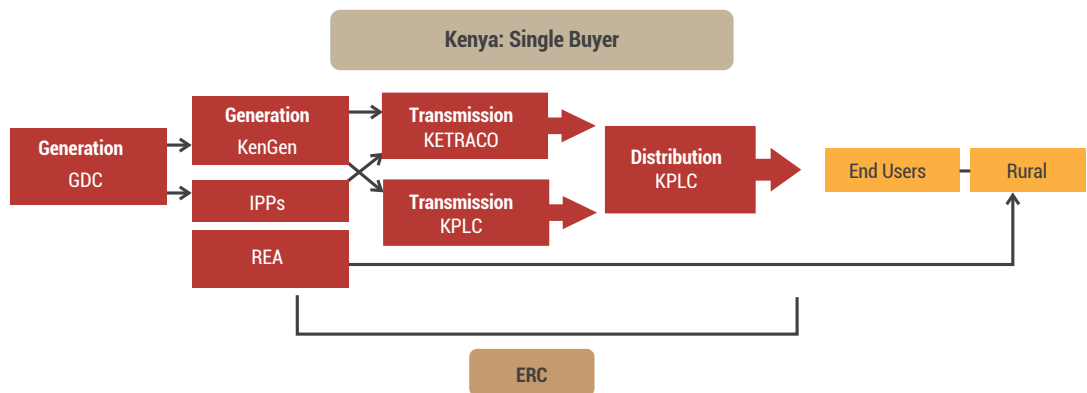 Kenya: Single Buyer
Generation
GDC
Generation
KenGen
IPPs
REA
Transmission
KETRACO
Transmission
KPLC
Distribution
KPLC
End Users
Rural
ERC